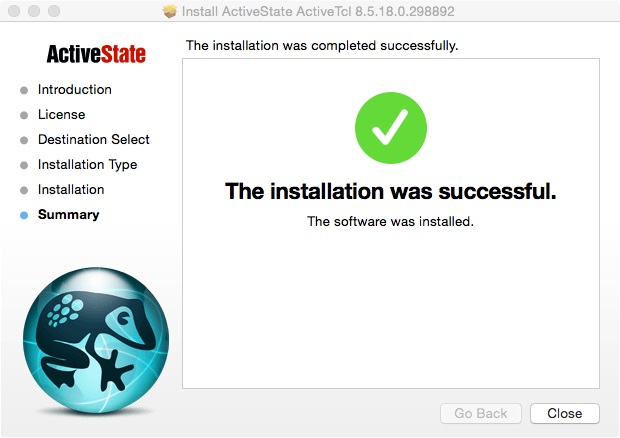 Install ActiveState ActiveTcl 8.5.18.0.298892
ActiveState
The installation was completed successfully.
Introduction
License
Destination Select
Installation Type
Installation
Summary
The installation was successful.
The software was installed.
Go Back
Close